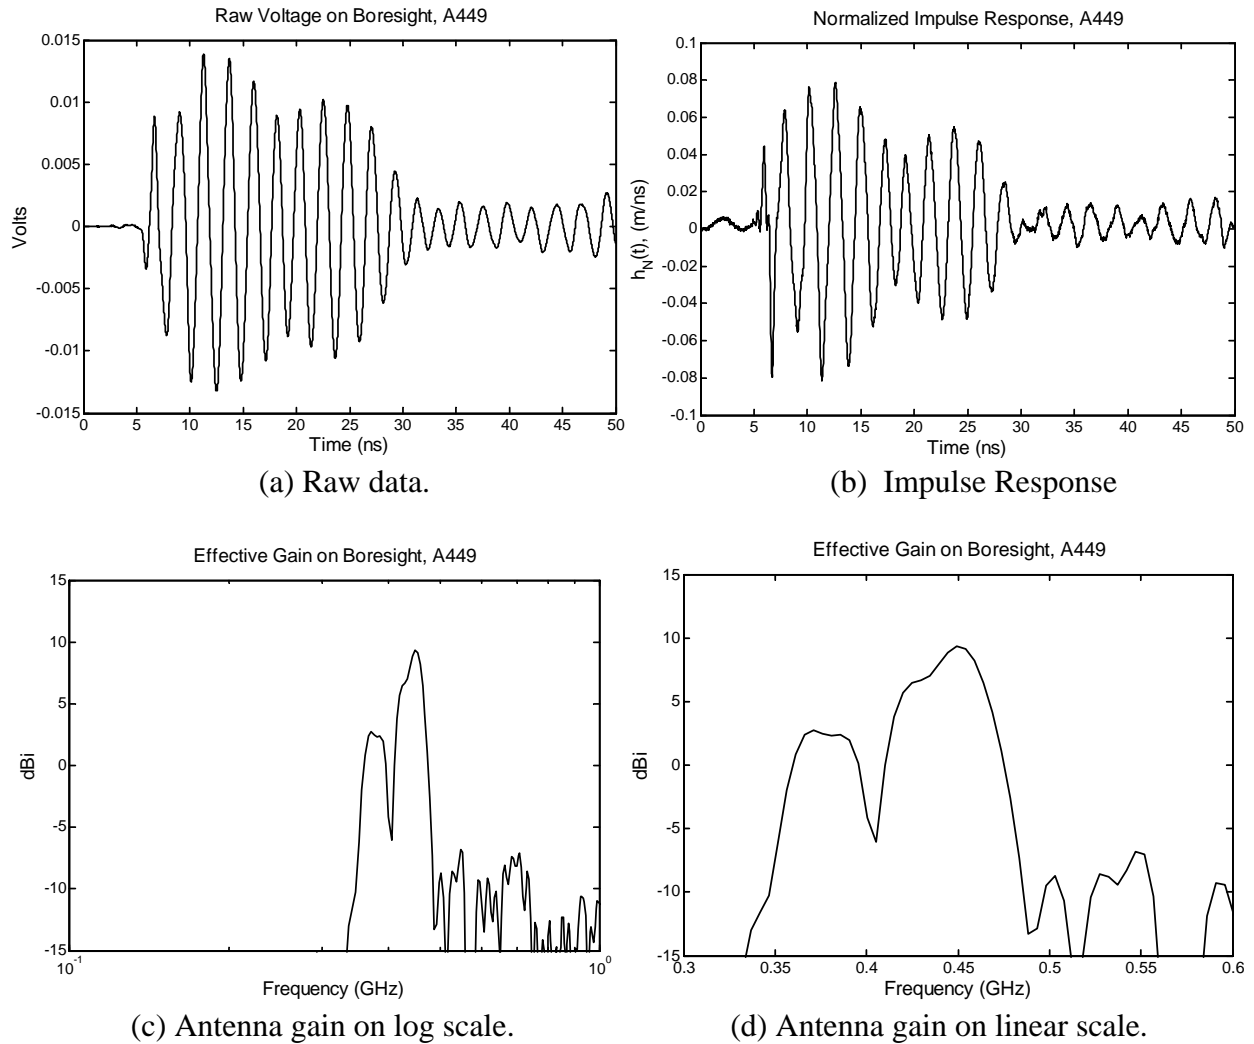 Raw Voltage on Boresight, A449
0.015
0.01
0.005
0
-0.005
-0.01
-0.015
Volts
0 5 10 15 20 25 30 35 40 45 50
Time (ns)
(a) Raw data.
Normalized Impulse Response, A449
0.1
0.08
0.06
0.04
0.02
0
-0.02
-0.04
-0.06
-0.08
-0.1
h_N(t), (m/ns)
0 5 10 15 20 25 30 35 40 45 50
Time (ns)
(b) Impulse Response
Effective Gain on Boresight, A449
15
10
5
0
-5
-10
-15
dBi
10^-1 10^0
Frequency (GHz)
(c) Antenna gain on log scale.
Effective Gain on Boresight, A449
15
10
5
0
-5
-10
-15
dBi
0.3 0.35 0.4 0.45 0.5 0.55 0.6
Frequency (GHz)
(d) Antenna gain on linear scale.